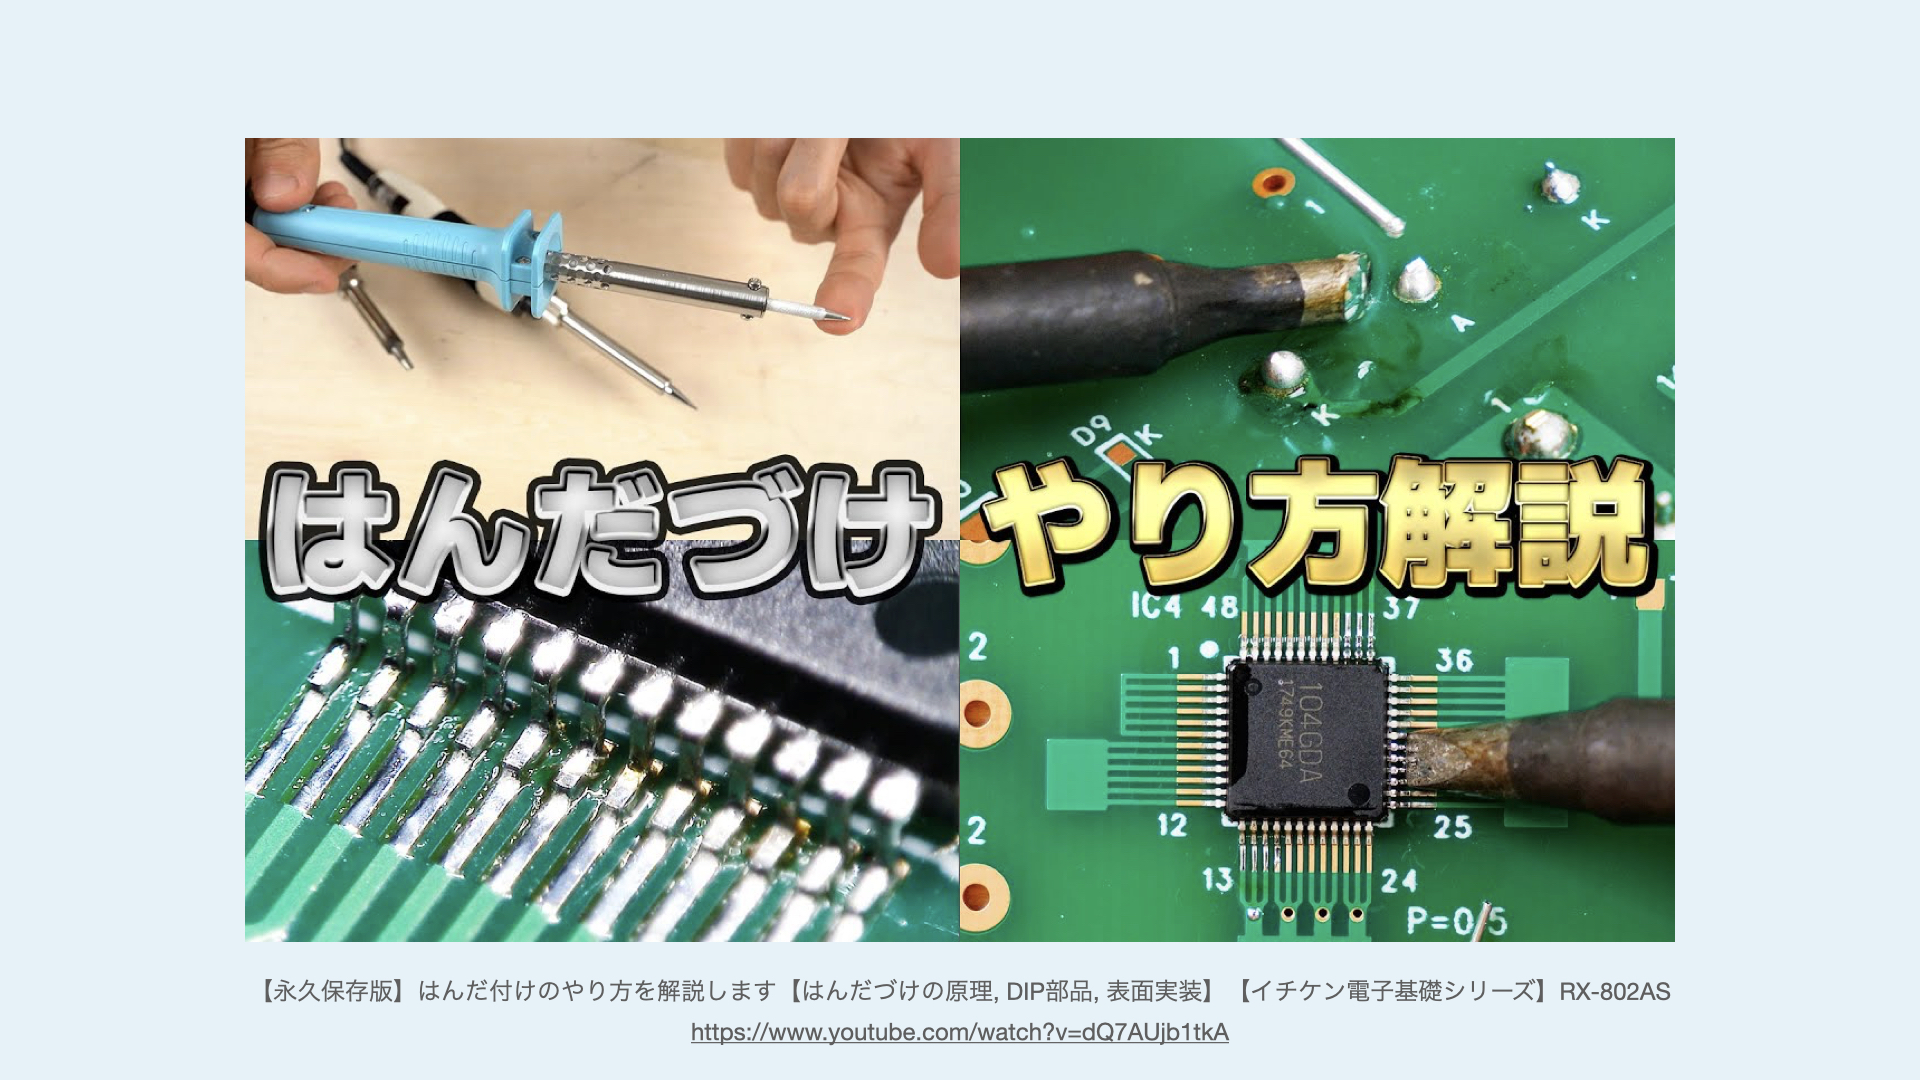 はんだづけ
やり方解説
1
K
A
K
1
D9
K
IC4 48
37
2
1
36
104GDA
1749KME64
2
12
25
13
24
P=0.5
【永久保存版】はんだ付けのやり方を解説します【はんだづけの原理, DIP部品, 表面実装】【イチケン電子基礎シリーズ】RX-802AS
https://www.youtube.com/watch?v=dQ7AUjb1tkA